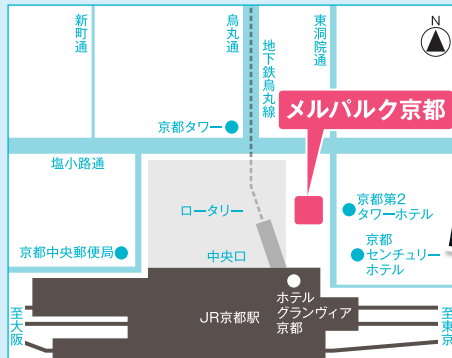 新町通
烏丸通
地下鉄烏丸線
東洞院通
N
メルパルク京都
京都タワー
塩小路通
ロータリー
京都第2
タワーホテル
京都中央郵便局
中央口
京都
センチュリー
ホテル
ホテル
グランヴィア
京都
JR京都駅
至大阪
至東京